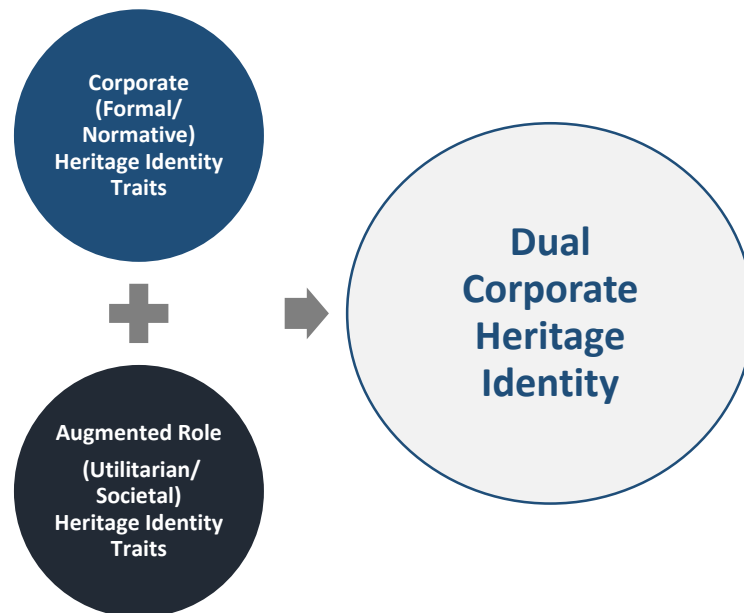 Corporate
(Formal/
Normative)
Heritage Identity
Traits
Augmented Role
(Utilitarian/
Societal)
Heritage Identity
Traits
Dual
Corporate
Heritage
Identity